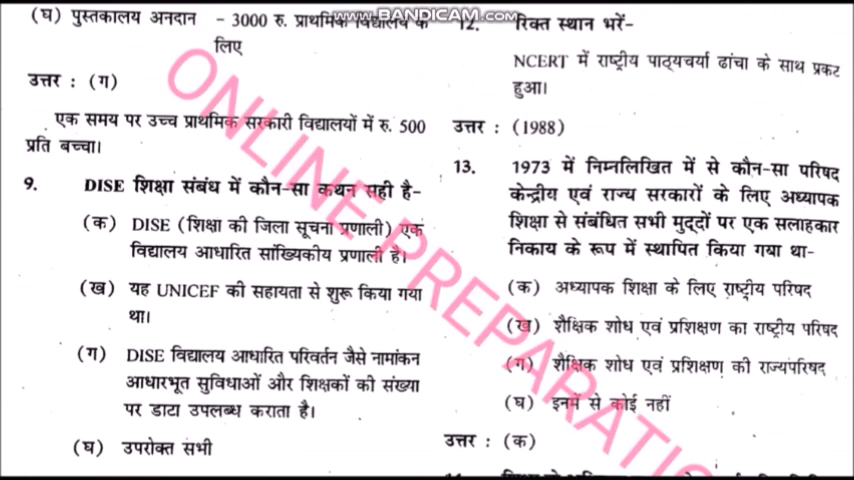 WWW.BANDICAM.COM
(घ) पुस्तकालय अनदान - 3000 रु. प्राथमिक विद्यालय के
लिए
उत्तर : (ग)
एक समय पर उच्च प्राथमिक सरकारी विद्यालयों में रु. 500
प्रति बच्चा।
9. DISE शिक्षा संबंध में कौन-सा कथन सही है-
(क) DISE (शिक्षा की जिला सूचना प्रणाली) एक
विद्यालय आधारित सांख्यिकीय प्रणाली है।
(ख) यह UNICEF की सहायता से शुरू किया गया
था।
(ग) DISE विद्यालय आधारित परिवर्तन जैसे नामांकन
आधारभूत सुविधाओं और शिक्षकों की संख्या
पर डाटा उपलब्ध कराता है।
(घ) उपरोक्त सभी
12. रिक्त स्थान भरें-
NCERT में राष्ट्रीय पाठ्यचर्या ढांचा के साथ प्रकट
हुआ।
उत्तर : (1988)
13. 1973 में निम्नलिखित में से कौन-सा परिषद
केन्द्रीय एवं राज्य सरकारों के लिए अध्यापक
शिक्षा से संबंधित सभी मुद्दों पर एक सलाहकार
निकाय के रूप में स्थापित किया गया था-
(क) अध्यापक शिक्षा के लिए राष्ट्रीय परिषद
(ख) शैक्षिक शोध एवं प्रशिक्षण का राष्ट्रीय परिषद
(ग) शैक्षिक शोध एवं प्रशिक्षण की राज्यपरिषद
(घ) इनमें से कोई नहीं
उत्तर : (क)
ONLINE PREPARATIO